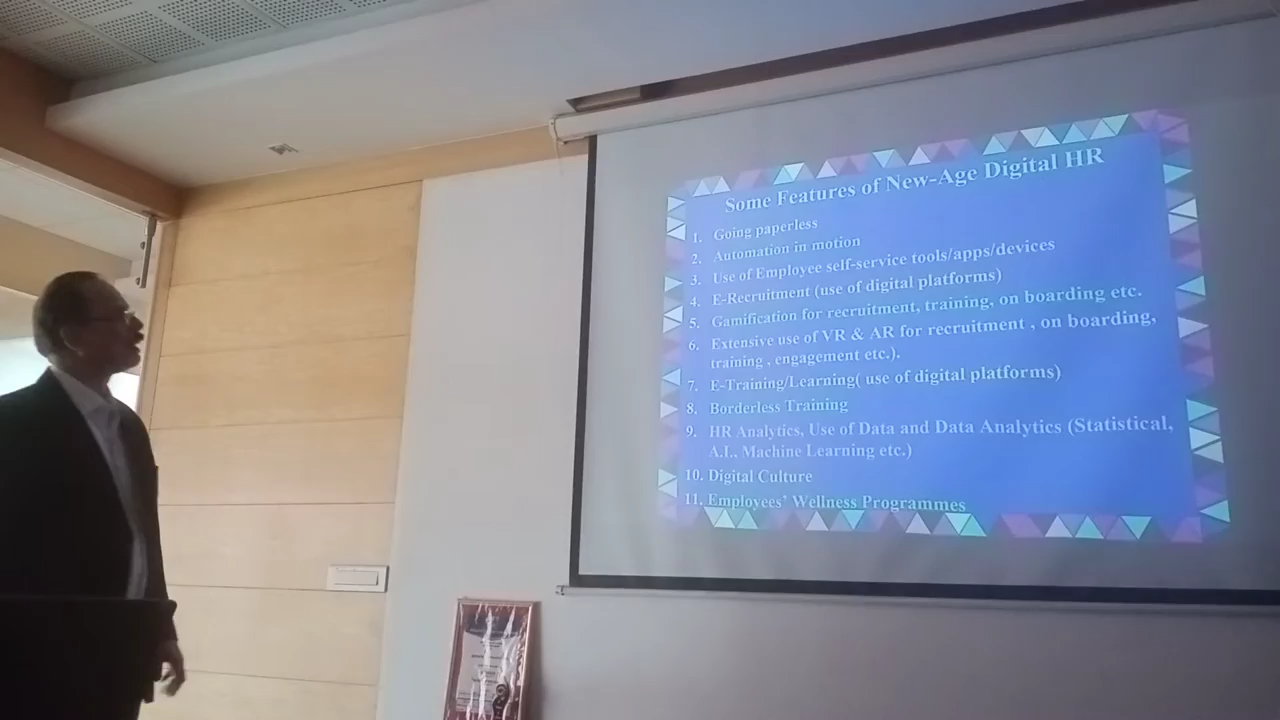 Some Features of New-Age Digital HR
1. Going paperless
2. Automation in motion
3. Use of Employee self-service tools/apps/devices
4. E-Recruitment (use of digital platforms)
5. Gamification for recruitment, training, on boarding etc.
6. Extensive use of VR & AR for recruitment , on boarding,
training , engagement etc.).
7. E-Training/Learning( use of digital platforms)
8. Borderless Training
9. HR Analytics, Use of Data and Data Analytics (Statistical,
A.I., Machine Learning etc.)
10. Digital Culture
11. Employees’ Wellness Programmes